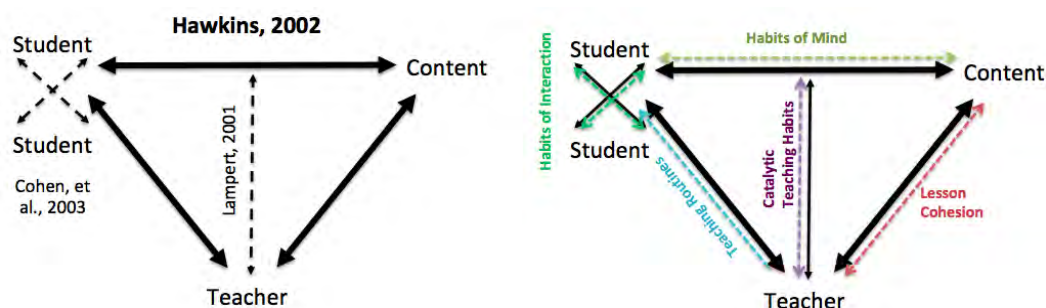 Hawkins, 2002
Student
Content
Student
Cohen, et
al., 2003
Lampert, 2001
Teacher
Habits of Mind
Student
Content
Habits of Interaction
Student
Teaching Routines
Catalytic
Teaching Habits
Lesson
Cohesion
Teacher